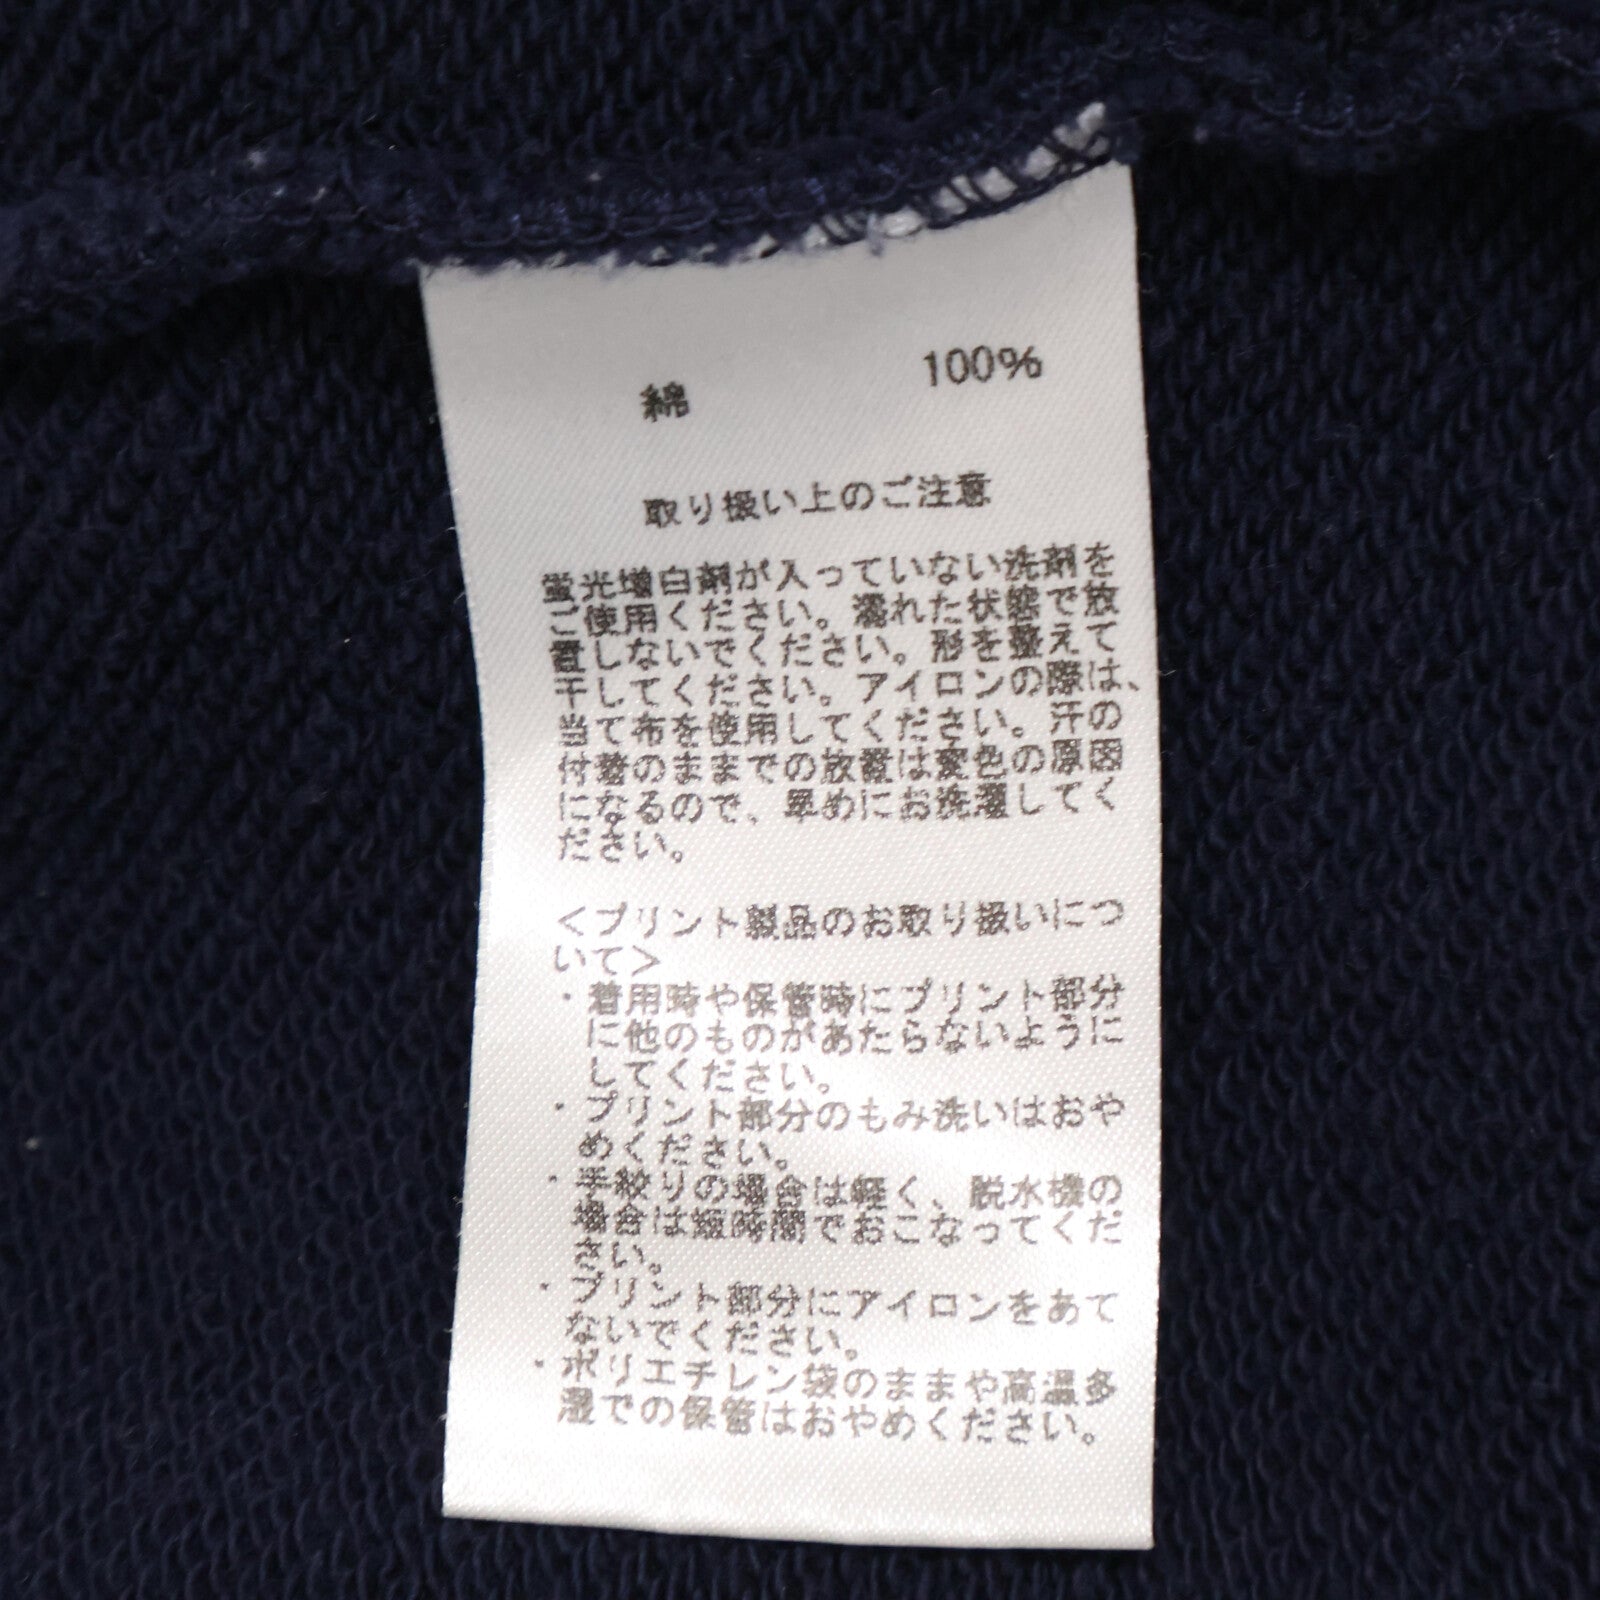 綿 100%
取り扱い上のご注意
蛍光増白剤が入っていない洗剤を
ご使用ください。濡れた状態で放
置しないでください。形を整えて
干してください。アイロンの際は、
当て布を使用してください。汗の
付着のままでの放置は変色の原因
になるので、早めにお洗濯してく
ださい。
＜プリント製品のお取り扱いにつ
いて＞
・着用時や保管時にプリント部分
に他のものがあたらないように
してください。
・プリント部分のもみ洗いはおや
めください。
・手絞りの場合は軽く、脱水機の
場合は短時間でおこなってくだ
さい。
・プリント部分にアイロンをあて
ないでください。
・ポリエチレン袋のままや高温多
湿での保管はおやめください。